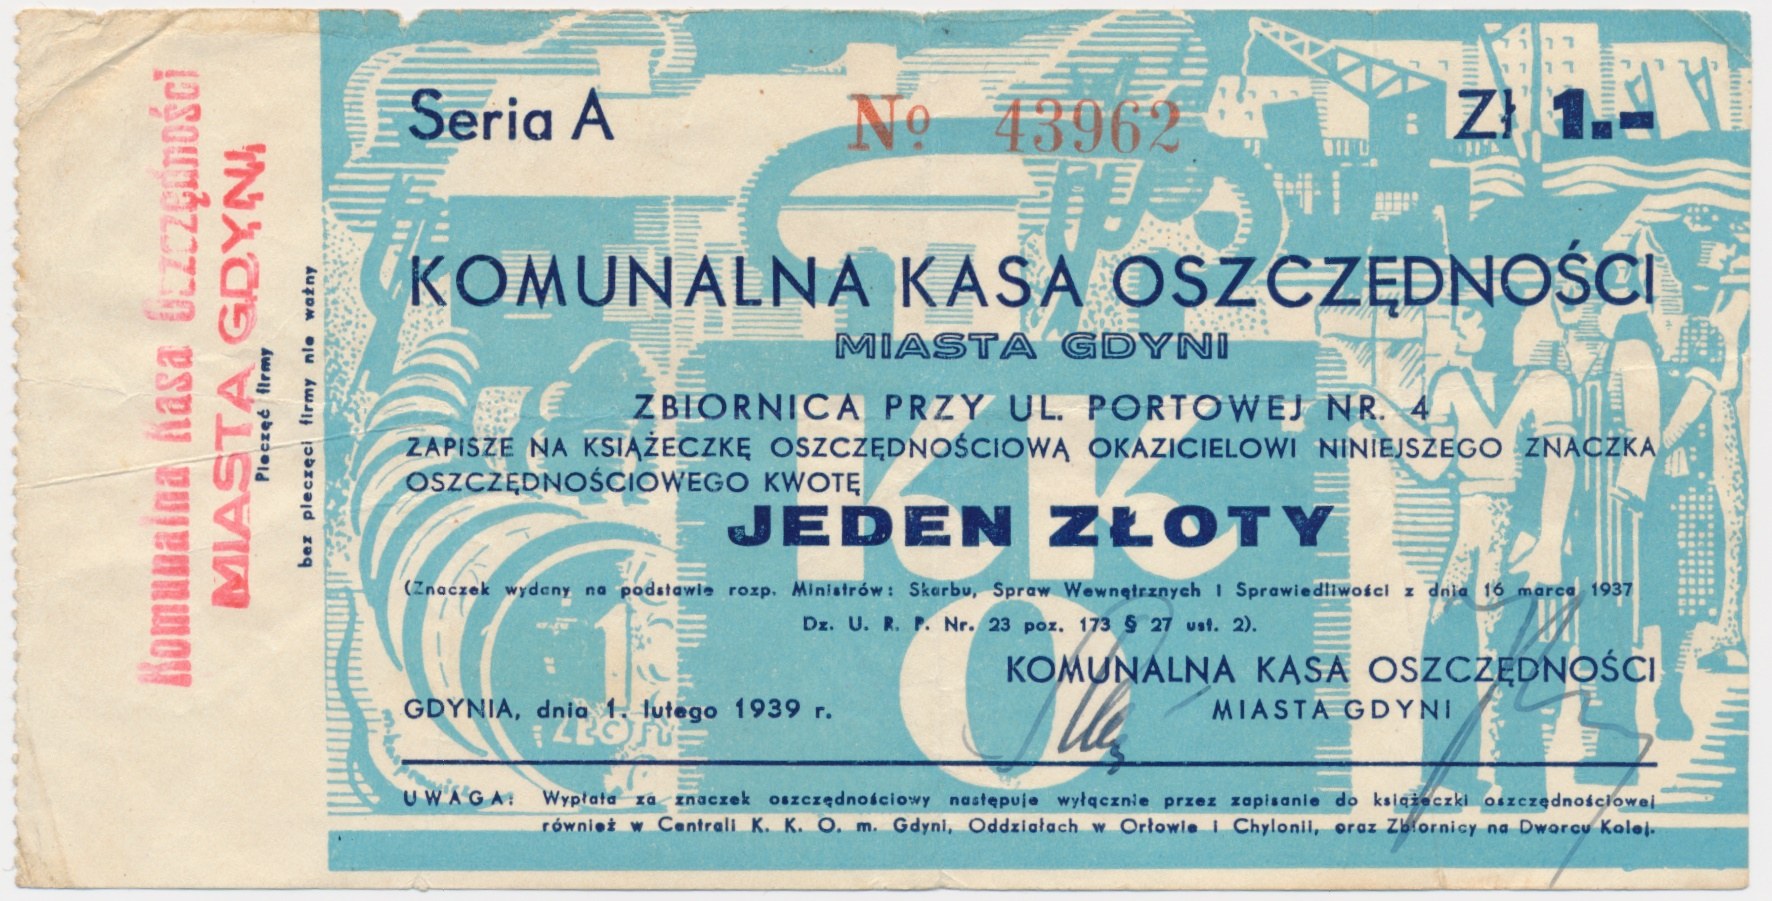 Komunalna Kasa Oszczędności
MIASTA GDYNI
Pieczęć firmy
bez pieczęci firmy nie ważny
Seria A
No 43962
Zł 1.-
KOMUNALNA KASA OSZCZĘDNOŚCI
MIASTA GDYNI
ZBIORNICA PRZY UL. PORTOWEJ NR. 4
ZAPISZE NA KSIĄŻECZKĘ OSZCZĘDNOŚCIOWĄ OKAZICIELOWI NINIEJSZEGO ZNACZKA
OSZCZĘDNOŚCIOWEGO KWOTĘ
JEDEN ZŁOTY
(Znaczek wydany na podstawie rozp. Ministrów: Skarbu, Spraw Wewnętrznych i Sprawiedliwości z dnia 16 marca 1937
Dz. U. R. P. Nr. 23 poz. 173 § 27 ust. 2).
KOMUNALNA KASA OSZCZĘDNOŚCI
MIASTA GDYNI
GDYNIA, dnia 1. lutego 1939 r.
KK
O
1
ZŁOTY
UWAGA: Wypłata za znaczek oszczędnościowy następuje wyłącznie przez zapisanie do książeczki oszczędnościowej
również w Centrali K. K. O. m. Gdyni, Oddziałach w Orłowie i Chylonii, oraz Zbiornicy na Dworcu Kolej.